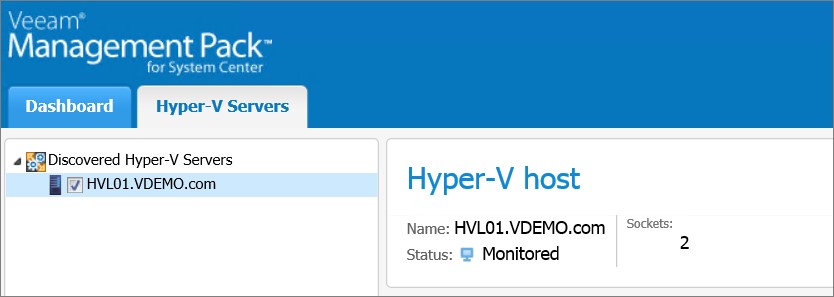 Veeam®
Management Pack™
for System Center
Dashboard
Hyper-V Servers
Discovered Hyper-V Servers
HVL01.VDEMO.com
Hyper-V host
Name: HVL01.VDEMO.com
Sockets:
2
Status: Monitored